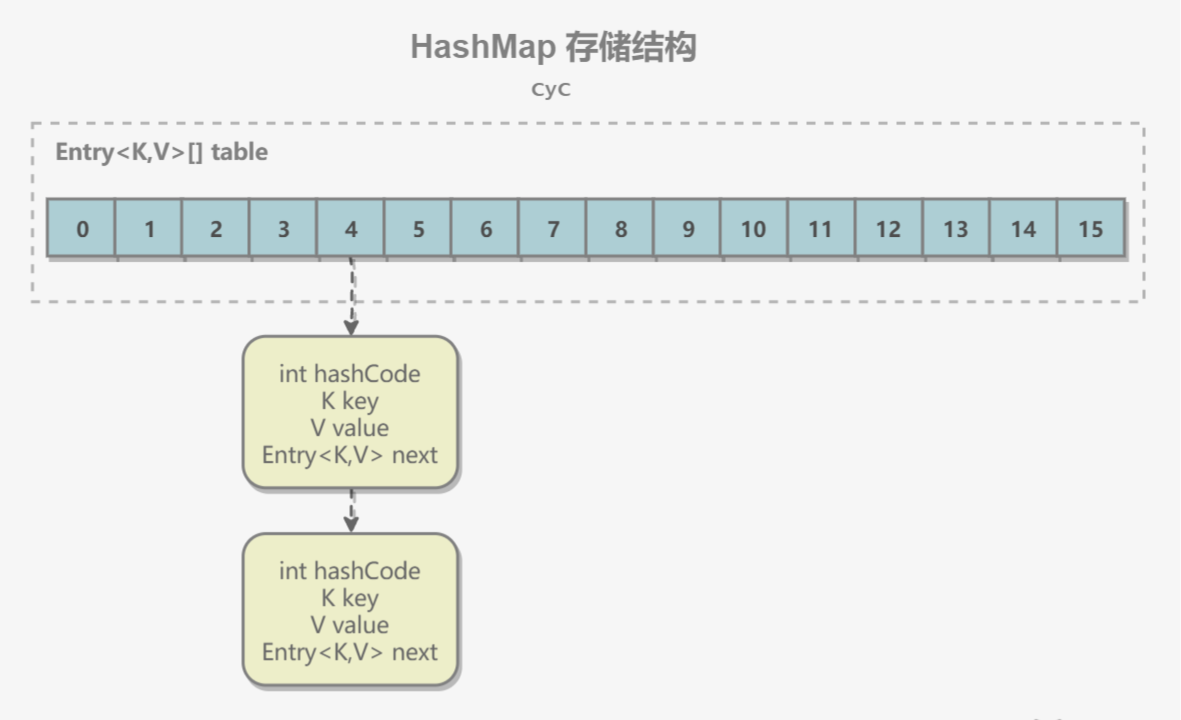 HashMap 存储结构
CyC
Entry<K,V>[] table
0 1 2 3 4 5 6 7 8 9 10 11 12 13 14 15
int hashCode
K key
V value
Entry<K,V> next
int hashCode
K key
V value
Entry<K,V> next